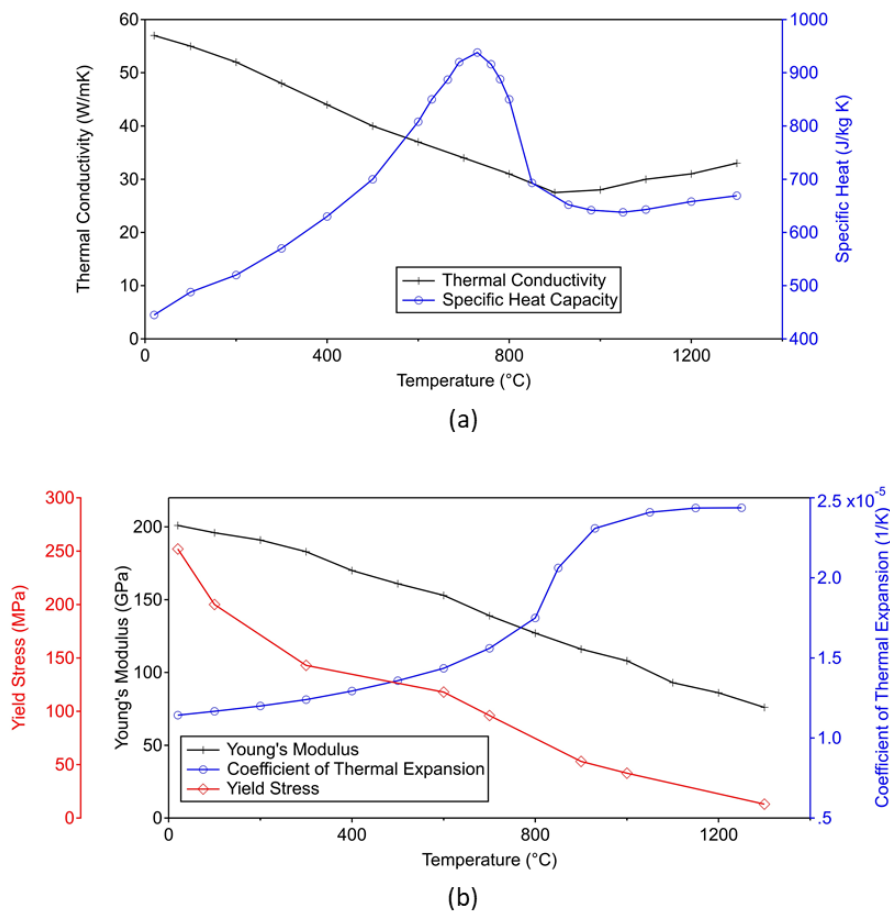 60
50
40
30
20
10
0
Thermal Conductivity (W/mK)
1000
900
800
700
600
500
400
Specific Heat (J/kg K)
Thermal Conductivity
Specific Heat Capacity
0 400 800 1200
Temperature (°C)
(a)
300
250
200
150
100
50
0
Yield Stress (MPa)
200
150
100
50
0
Young's Modulus (GPa)
2.5 x10⁻⁵
2.0
1.5
1.0
.5
Coefficient of Thermal Expansion (1/K)
Young's Modulus
Coefficient of Thermal Expansion
Yield Stress
0 400 800 1200
Temperature (°C)
(b)